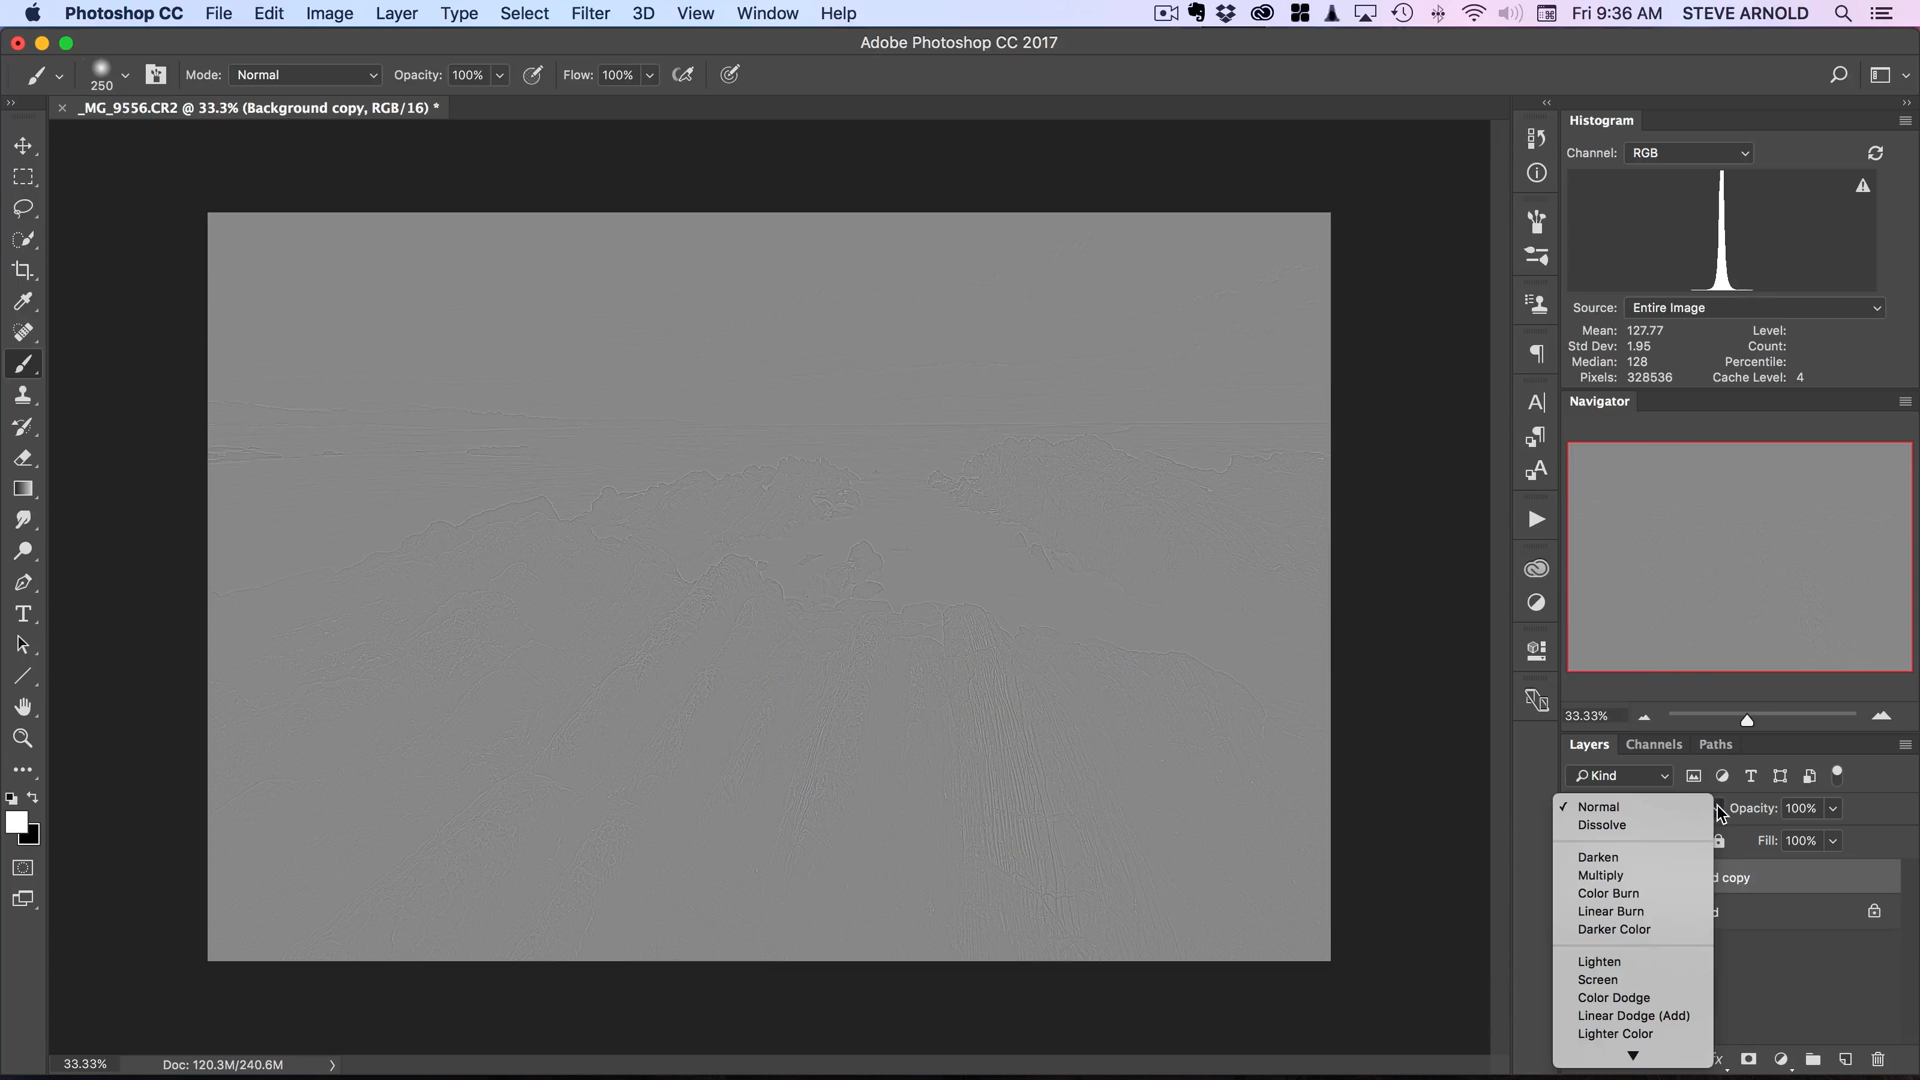 Photoshop CC File Edit Image Layer Type Select Filter 3D View Window Help Fri 9:36 AM STEVE ARNOLD
Adobe Photoshop CC 2017
250 Mode: Normal Opacity: 100% Flow: 100%
_MG_9556.CR2 @ 33.3% (Background copy, RGB/16) *
Histogram
Channel: RGB
Source: Entire Image
Mean: 127.77 Level:
Std Dev: 1.95 Count:
Median: 128 Percentile:
Pixels: 328536 Cache Level: 4
Navigator
33.33%
Layers Channels Paths
Kind
Normal Opacity: 100%
Dissolve
Fill: 100%
Darken
Multiply
d copy
Color Burn
Linear Burn
d
Darker Color
Lighten
Screen
Color Dodge
Linear Dodge (Add)
Lighter Color
33.33% Doc: 120.3M/240.6M